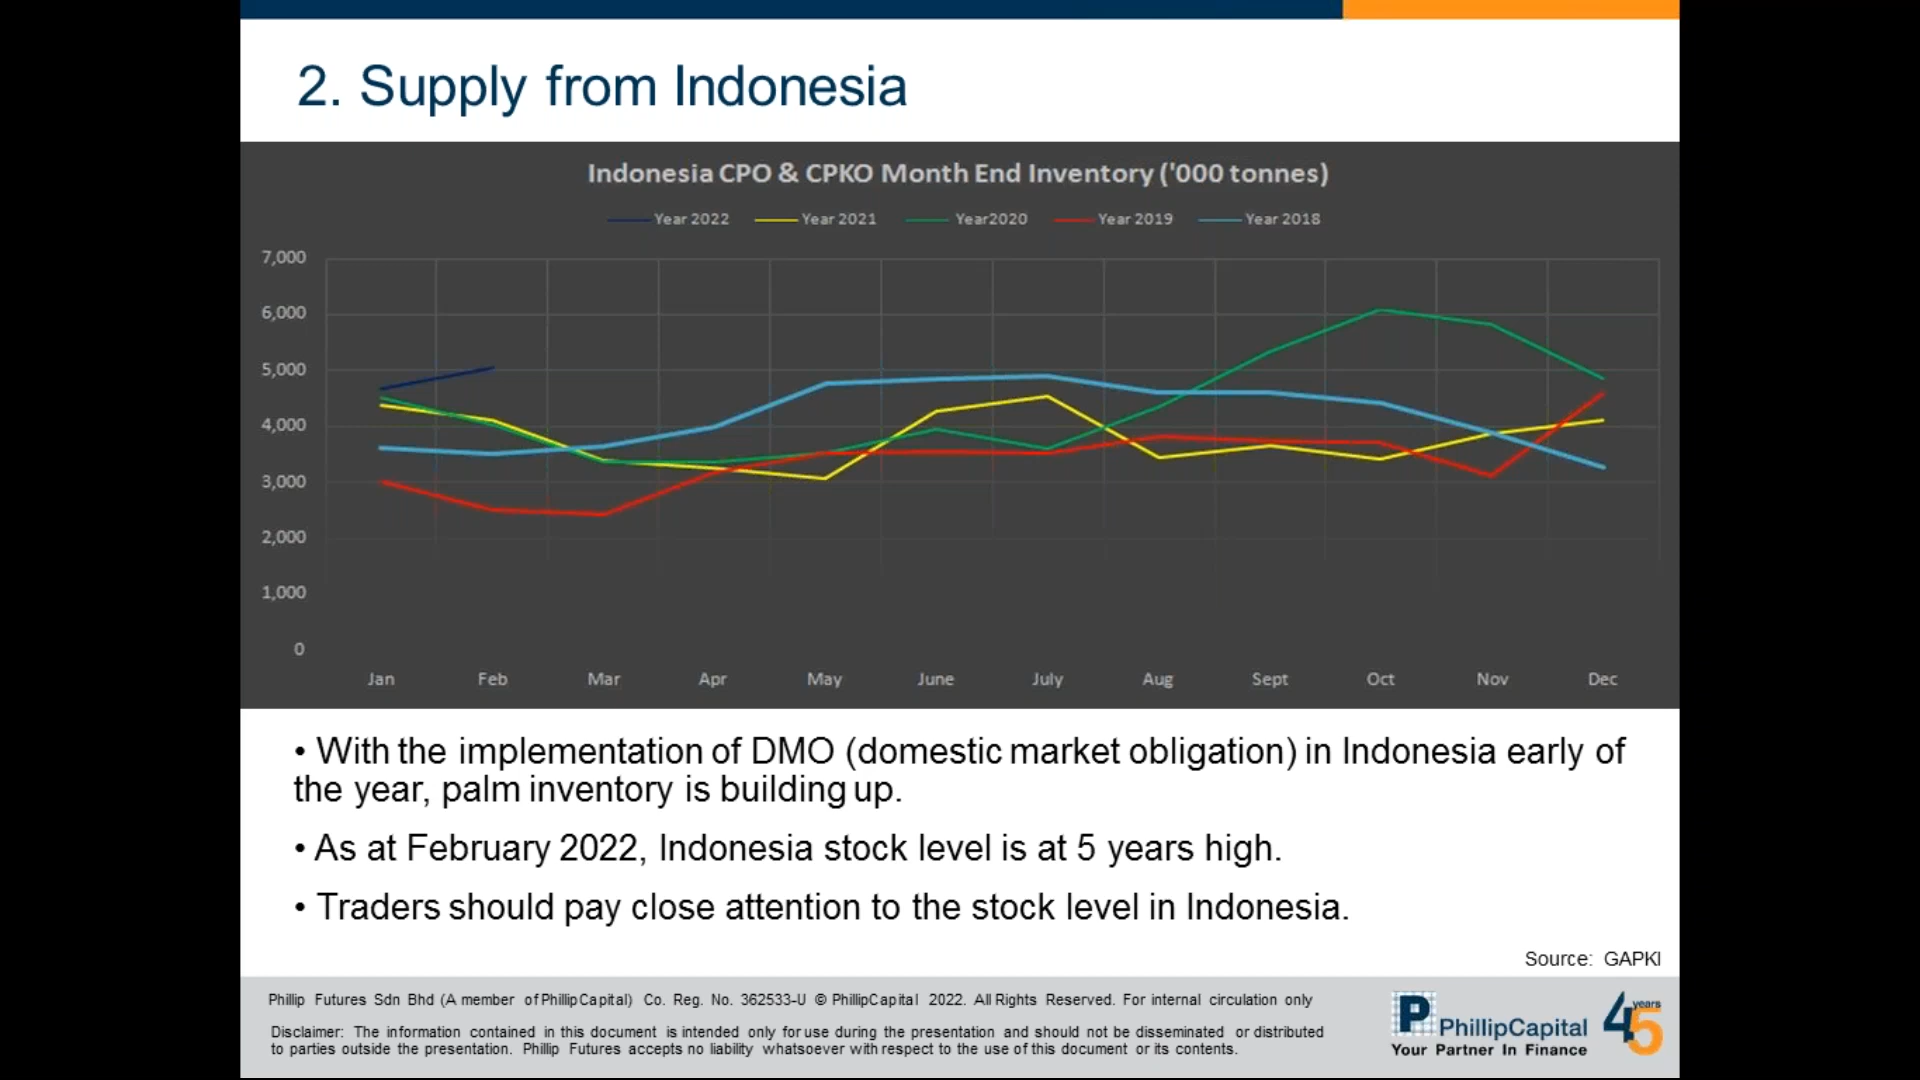 2. Supply from Indonesia
Indonesia CPO & CPKO Month End Inventory ('000 tonnes)
Year 2022 Year 2021 Year2020 Year 2019 Year 2018
7,000
6,000
5,000
4,000
3,000
2,000
1,000
0
Jan Feb Mar Apr May June July Aug Sept Oct Nov Dec
• With the implementation of DMO (domestic market obligation) in Indonesia early of
the year, palm inventory is building up.
• As at February 2022, Indonesia stock level is at 5 years high.
• Traders should pay close attention to the stock level in Indonesia.
Source: GAPKI
Phillip Futures Sdn Bhd (A member of PhillipCapital) Co. Reg. No. 362533-U © PhillipCapital 2022. All Rights Reserved. For internal circulation only
Disclaimer: The information contained in this document is intended only for use during the presentation and should not be disseminated or distributed
to parties outside the presentation. Phillip Futures accepts no liability whatsoever with respect to the use of this document or its contents.
P PhillipCapital
Your Partner In Finance
45 years